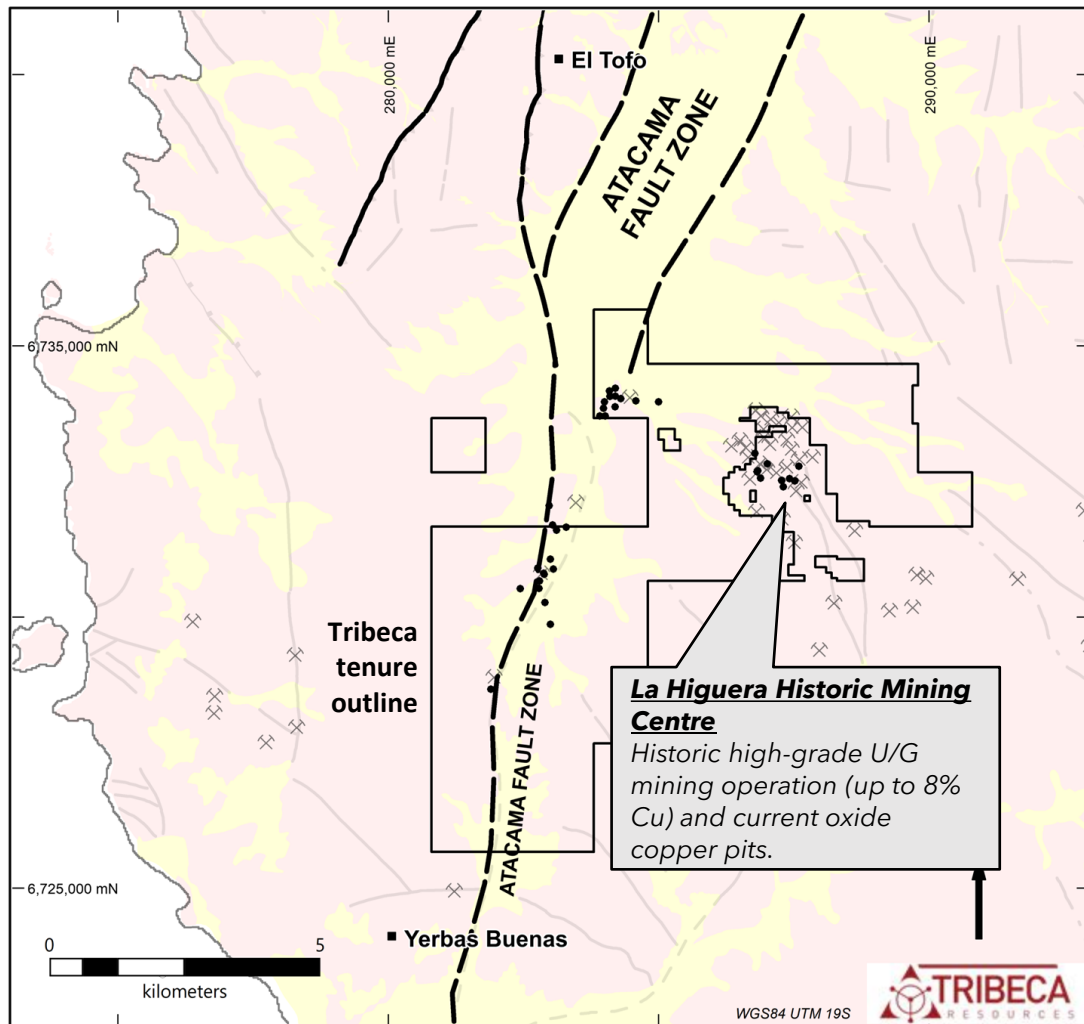 280,000 mE
290,000 mE
El Tofo
ATACAMA
FAULT ZONE
6,735,000 mN
Tribeca
tenure
outline
ATACAMA FAULT ZONE
La Higuera Historic Mining
Centre
Historic high-grade U/G
mining operation (up to 8%
Cu) and current oxide
copper pits.
6,725,000 mN
Yerbas Buenas
0 5
kilometers
WGS84 UTM 19S
TRIBECA
RESOURCES